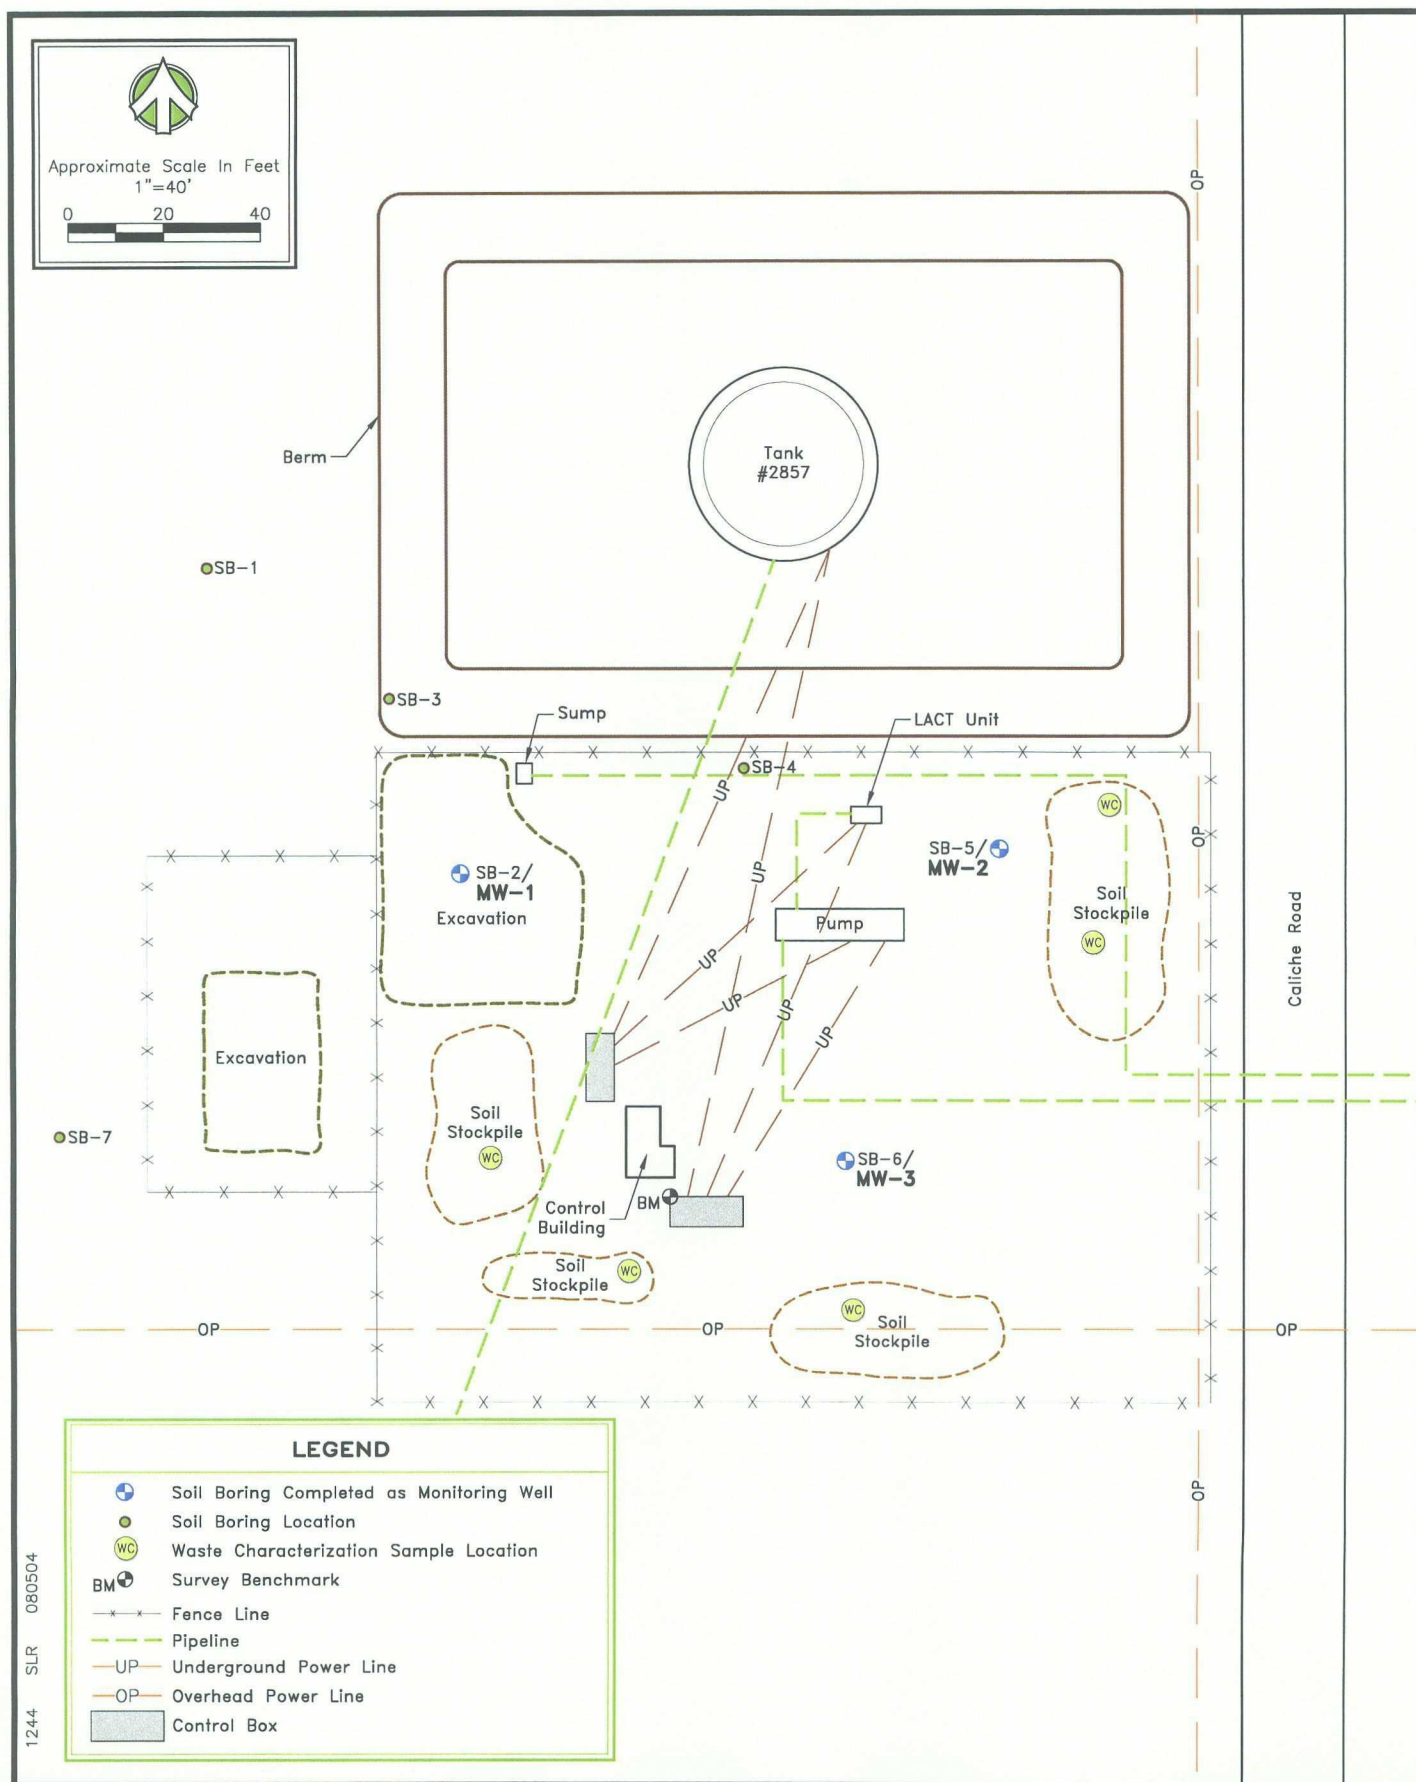 Approximate Scale In Feet
1"=40'
0 20 40
OP
Tank
#2857
Berm
SB-1
SB-3
Sump
LACT Unit
SB-4
UP
WC
OP
SB-5/
MW-2
SB-2/
MW-1
Excavation
UP
Soil
Stockpile
Pump
WC
Caliche Road
UP
UP
UP
UP
Excavation
Soil
Stockpile
WC
SB-7
SB-6/
MW-3
BM
Control
Building
Soil
Stockpile
WC
WC
Soil
Stockpile
OP
OP
OP
OP
LEGEND
Soil Boring Completed as Monitoring Well
Soil Boring Location
WC Waste Characterization Sample Location
BM Survey Benchmark
Fence Line
Pipeline
UP Underground Power Line
OP Overhead Power Line
Control Box
1244 SLR 080504